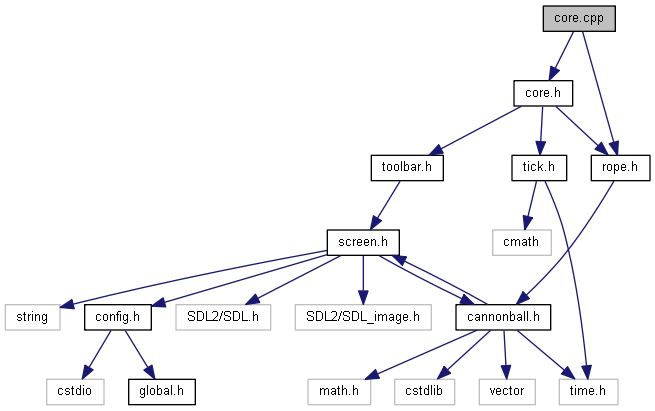 core.cpp
core.h
toolbar.h
tick.h
rope.h
screen.h
cmath
string
config.h
SDL2/SDL.h
SDL2/SDL_image.h
cannonball.h
cstdio
global.h
math.h
cstdlib
vector
time.h